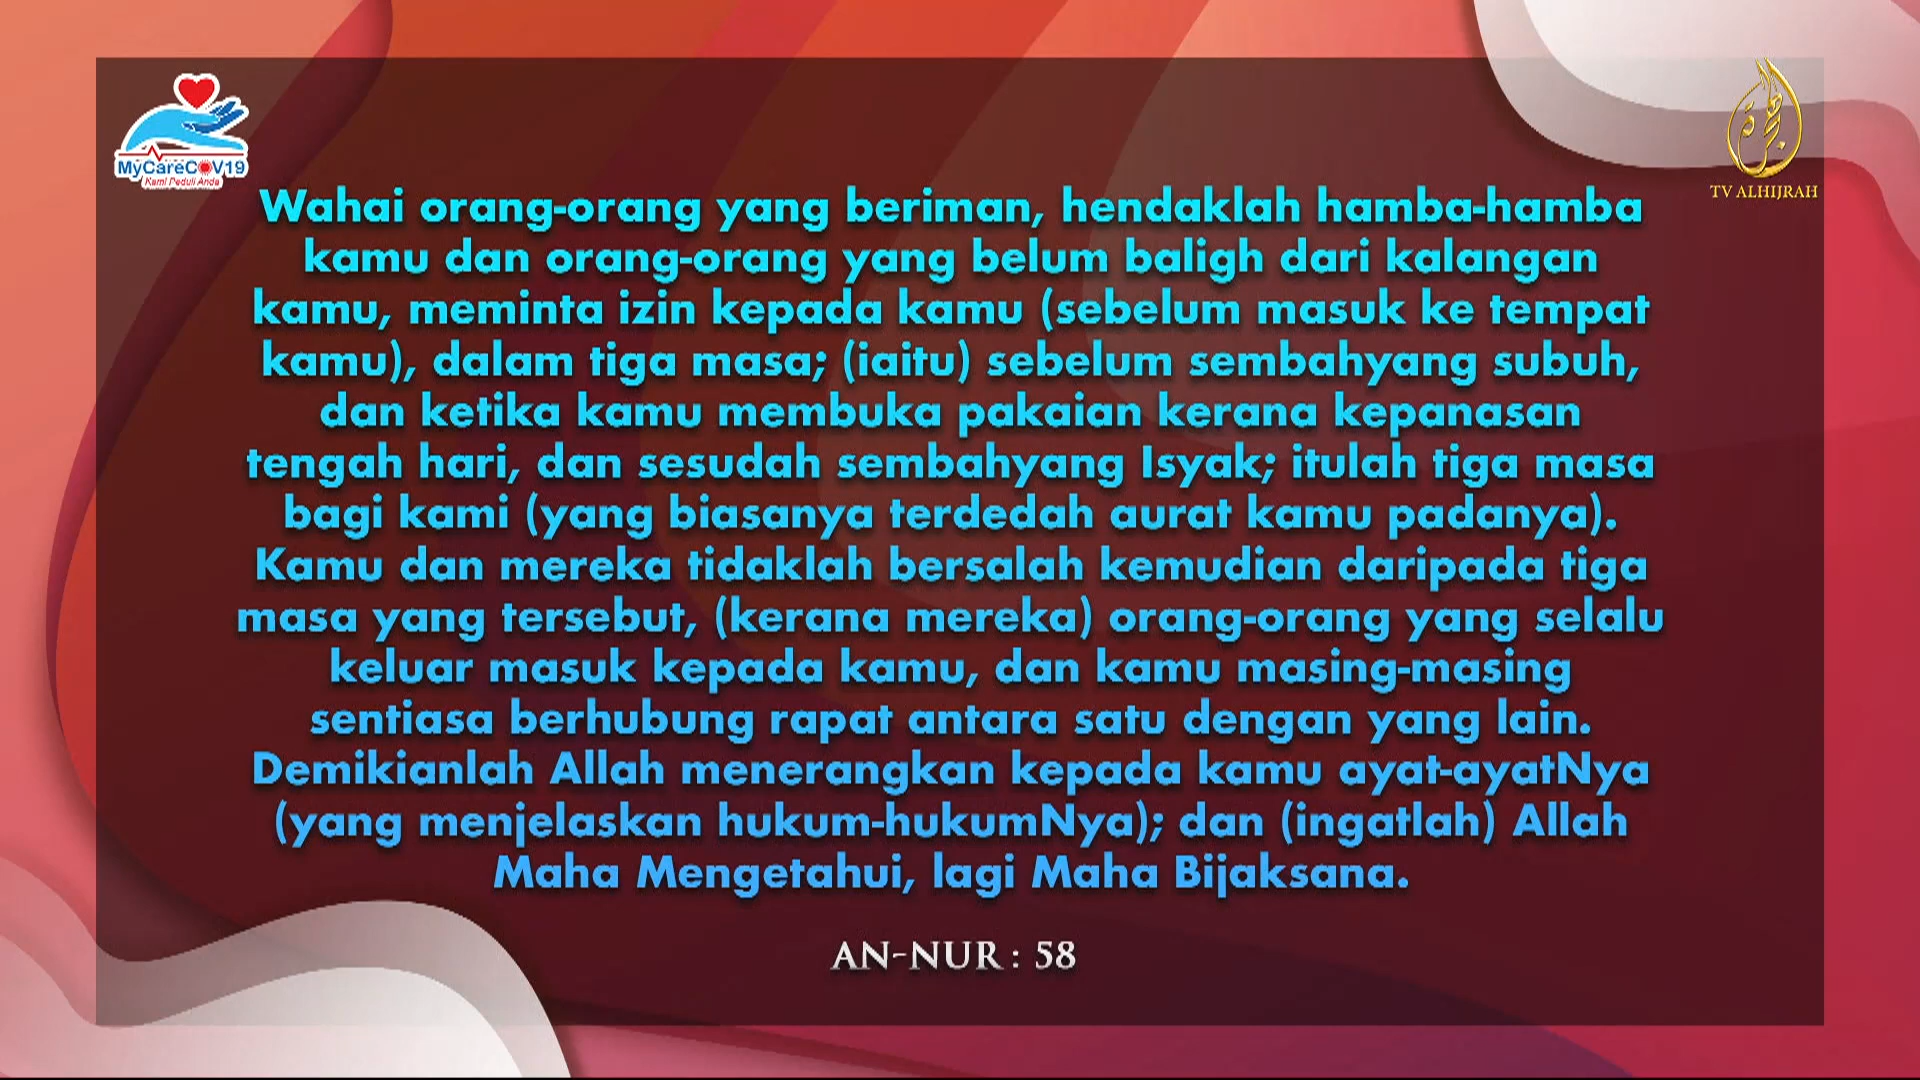 MyCareCOV19
Kami Peduli Anda
TV ALHIJRAH
Wahai orang-orang yang beriman, hendaklah hamba-hamba
kamu dan orang-orang yang belum baligh dari kalangan
kamu, meminta izin kepada kamu (sebelum masuk ke tempat
kamu), dalam tiga masa; (iaitu) sebelum sembahyang subuh,
dan ketika kamu membuka pakaian kerana kepanasan
tengah hari, dan sesudah sembahyang Isyak; itulah tiga masa
bagi kami (yang biasanya terdedah aurat kamu padanya).
Kamu dan mereka tidaklah bersalah kemudian daripada tiga
masa yang tersebut, (kerana mereka) orang-orang yang selalu
keluar masuk kepada kamu, dan kamu masing-masing
sentiasa berhubung rapat antara satu dengan yang lain.
Demikianlah Allah menerangkan kepada kamu ayat-ayatNya
(yang menjelaskan hukum-hukumNya); dan (ingatlah) Allah
Maha Mengetahui, lagi Maha Bijaksana.
AN-NUR : 58